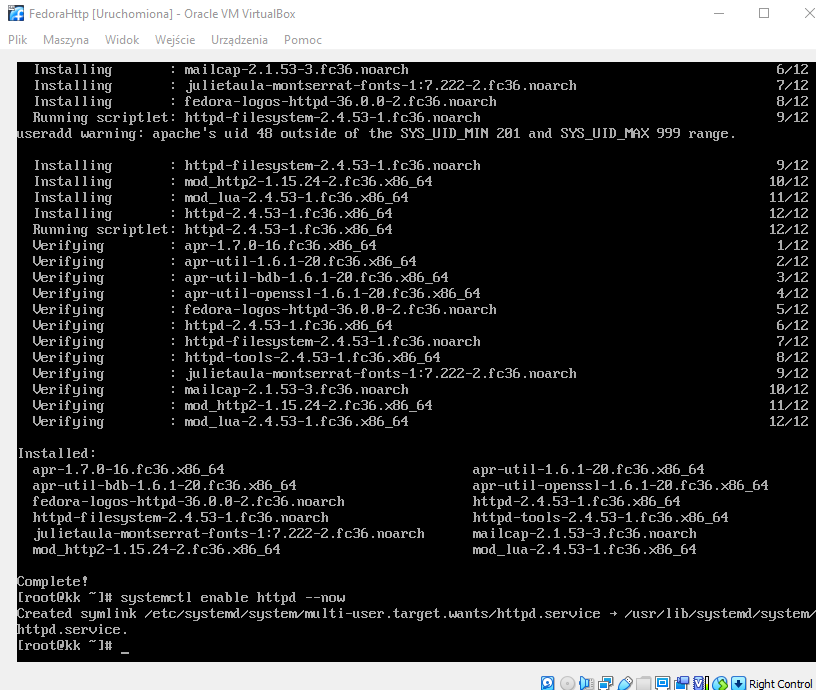 FedoraHttp [Uruchomiona] - Oracle VM VirtualBox
Plik Maszyna Widok Wejście Urządzenia Pomoc
Installing : mailcap-2.1.53-3.fc36.noarch 6/12
Installing : julietaula-montserrat-fonts-1:7.222-2.fc36.noarch 7/12
Installing : fedora-logos-httpd-36.0.0-2.fc36.noarch 8/12
Running scriptlet: httpd-filesystem-2.4.53-1.fc36.noarch 9/12
useradd warning: apache's uid 48 outside of the SYS_UID_MIN 201 and SYS_UID_MAX 999 range.
Installing : httpd-filesystem-2.4.53-1.fc36.noarch 9/12
Installing : mod_http2-1.15.24-2.fc36.x86_64 10/12
Installing : mod_lua-2.4.53-1.fc36.x86_64 11/12
Installing : httpd-2.4.53-1.fc36.x86_64 12/12
Running scriptlet: httpd-2.4.53-1.fc36.x86_64 12/12
Verifying : apr-1.7.0-16.fc36.x86_64 1/12
Verifying : apr-util-1.6.1-20.fc36.x86_64 2/12
Verifying : apr-util-bdb-1.6.1-20.fc36.x86_64 3/12
Verifying : apr-util-openssl-1.6.1-20.fc36.x86_64 4/12
Verifying : fedora-logos-httpd-36.0.0-2.fc36.noarch 5/12
Verifying : httpd-2.4.53-1.fc36.x86_64 6/12
Verifying : httpd-filesystem-2.4.53-1.fc36.noarch 7/12
Verifying : httpd-tools-2.4.53-1.fc36.x86_64 8/12
Verifying : julietaula-montserrat-fonts-1:7.222-2.fc36.noarch 9/12
Verifying : mailcap-2.1.53-3.fc36.noarch 10/12
Verifying : mod_http2-1.15.24-2.fc36.x86_64 11/12
Verifying : mod_lua-2.4.53-1.fc36.x86_64 12/12
Installed:
apr-1.7.0-16.fc36.x86_64 apr-util-1.6.1-20.fc36.x86_64
apr-util-bdb-1.6.1-20.fc36.x86_64 apr-util-openssl-1.6.1-20.fc36.x86_64
fedora-logos-httpd-36.0.0-2.fc36.noarch httpd-2.4.53-1.fc36.x86_64
httpd-filesystem-2.4.53-1.fc36.noarch httpd-tools-2.4.53-1.fc36.x86_64
julietaula-montserrat-fonts-1:7.222-2.fc36.noarch mailcap-2.1.53-3.fc36.noarch
mod_http2-1.15.24-2.fc36.x86_64 mod_lua-2.4.53-1.fc36.x86_64
Complete!
[root@kk ~]# systemctl enable httpd --now
Created symlink /etc/systemd/system/multi-user.target.wants/httpd.service → /usr/lib/systemd/system/
httpd.service.
[root@kk ~]# _
Right Control